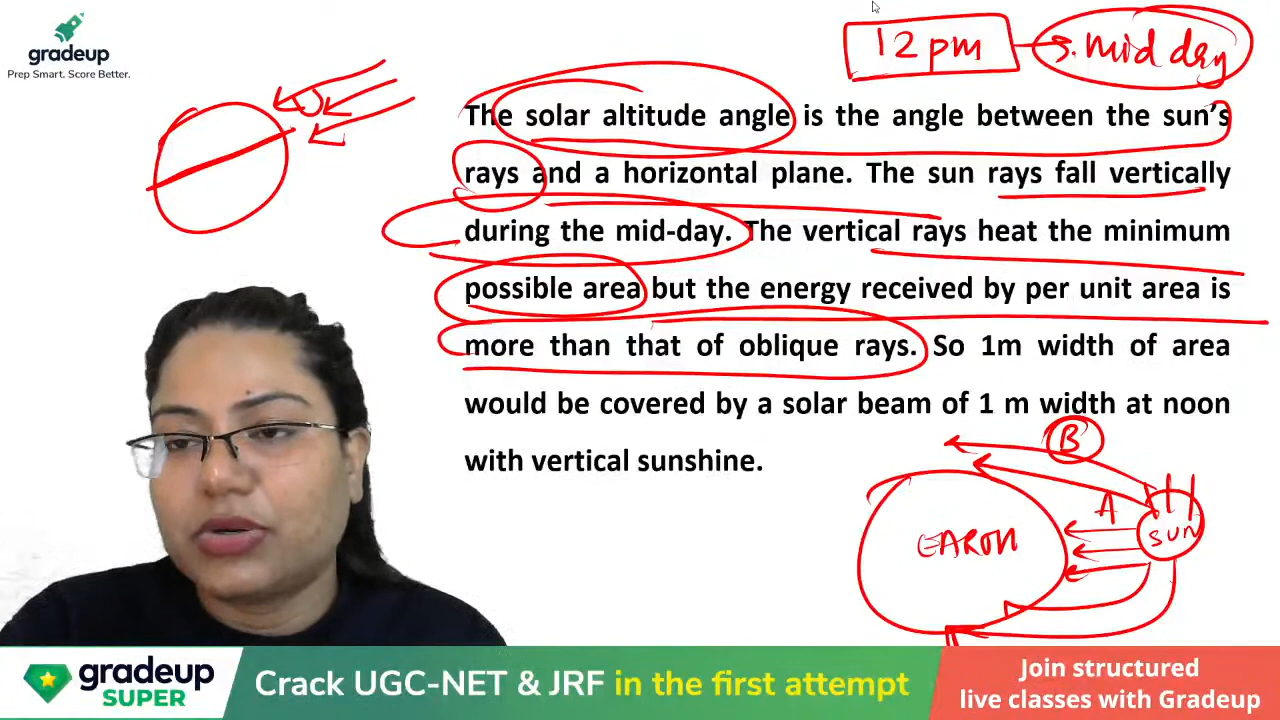 gradeup
Prep Smart. Score Better.
12 pm
mid day
The solar altitude angle is the angle between the sun's
rays and a horizontal plane. The sun rays fall vertically
during the mid-day. The vertical rays heat the minimum
possible area but the energy received by per unit area is
more than that of oblique rays. So 1m width of area
would be covered by a solar beam of 1 m width at noon
with vertical sunshine.
B
A
SUN
EARTH
gradeup
SUPER
Crack UGC-NET & JRF in the first attempt
Join structured
live classes with Gradeup